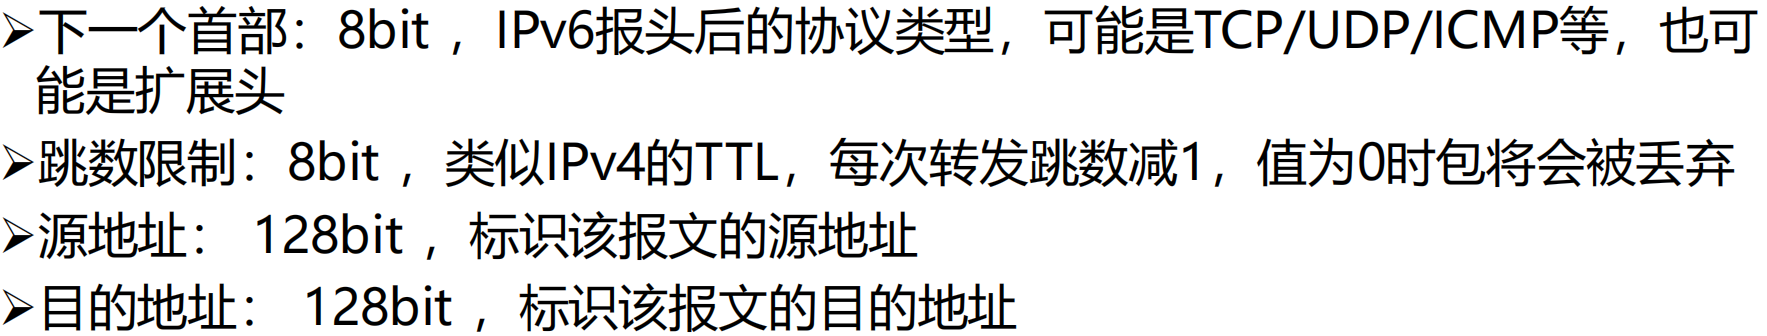 ➢下一个首部：8bit ，IPv6报头后的协议类型，可能是TCP/UDP/ICMP等，也可
能是扩展头
➢跳数限制：8bit ，类似IPv4的TTL，每次转发跳数减1，值为0时包将会被丢弃
➢源地址： 128bit ，标识该报文的源地址
➢目的地址： 128bit ，标识该报文的目的地址